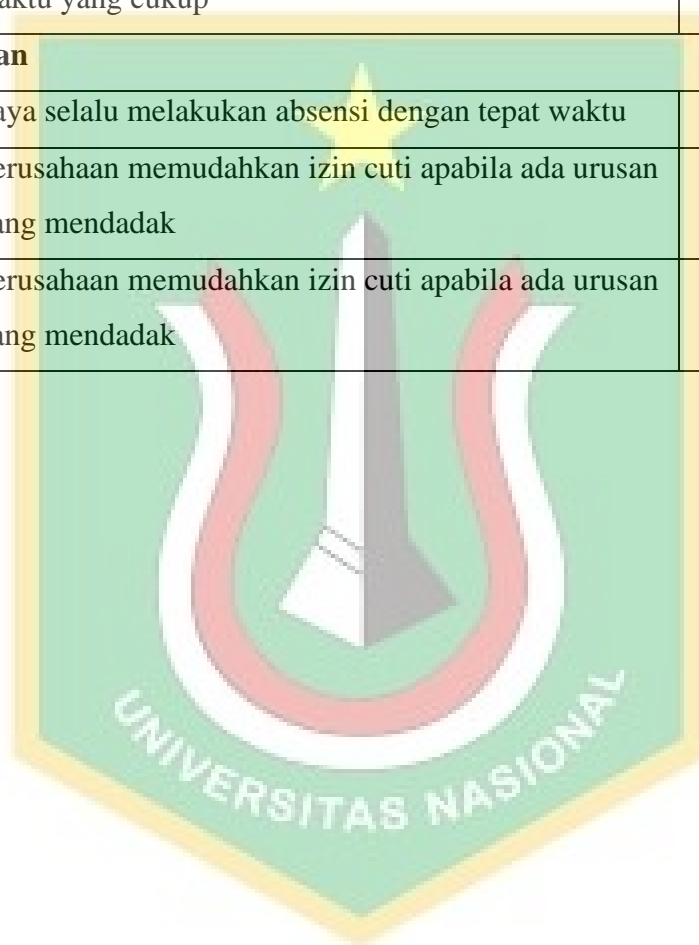 aktu yang cukup
an
aya selalu melakukan absensi dengan tepat waktu
erusahaan memudahkan izin cuti apabila ada urusan
ang mendadak
erusahaan memudahkan izin cuti apabila ada urusan
ang mendadak
UNIVERSITAS NASIONAL